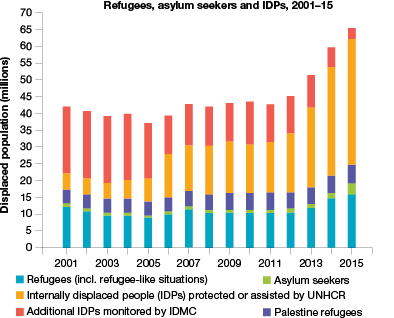 Refugees, asylum seekers and IDPs, 2001–15
Displaced population (millions)
70
65
60
55
50
45
40
35
30
25
20
15
10
5
0
2001 2003 2005 2007 2009 2011 2013 2015
Refugees (incl. refugee-like situations) Asylum seekers
Internally displaced people (IDPs) protected or assisted by UNHCR
Additional IDPs monitored by IDMC Palestine refugees